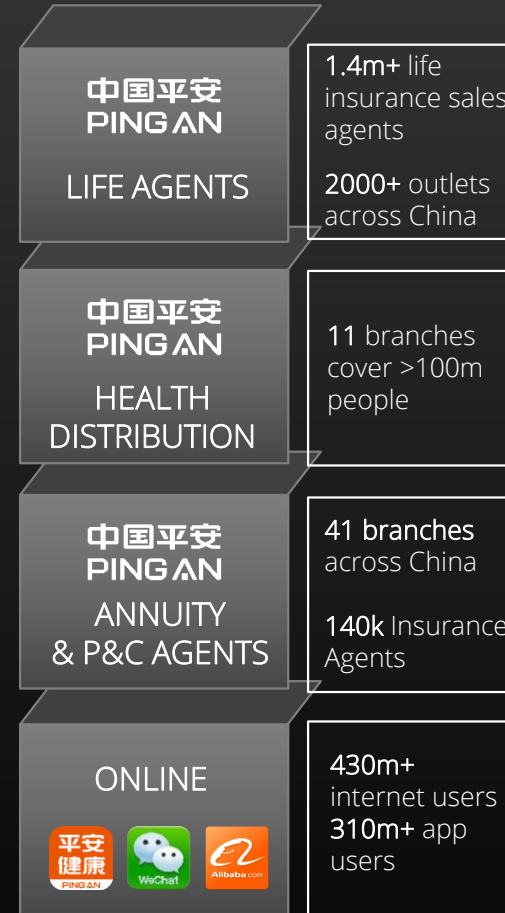 中国平安
PING AN
LIFE AGENTS
1.4m+ life
insurance sales
agents
2000+ outlets
across China
中国平安
PING AN
HEALTH
DISTRIBUTION
11 branches
cover >100m
people
中国平安
PING AN
ANNUITY
& P&C AGENTS
41 branches
across China
140k Insurance
Agents
ONLINE
平安
健康
PING AN
WeChat
Alibaba.com
430m+
internet users
310m+ app
users